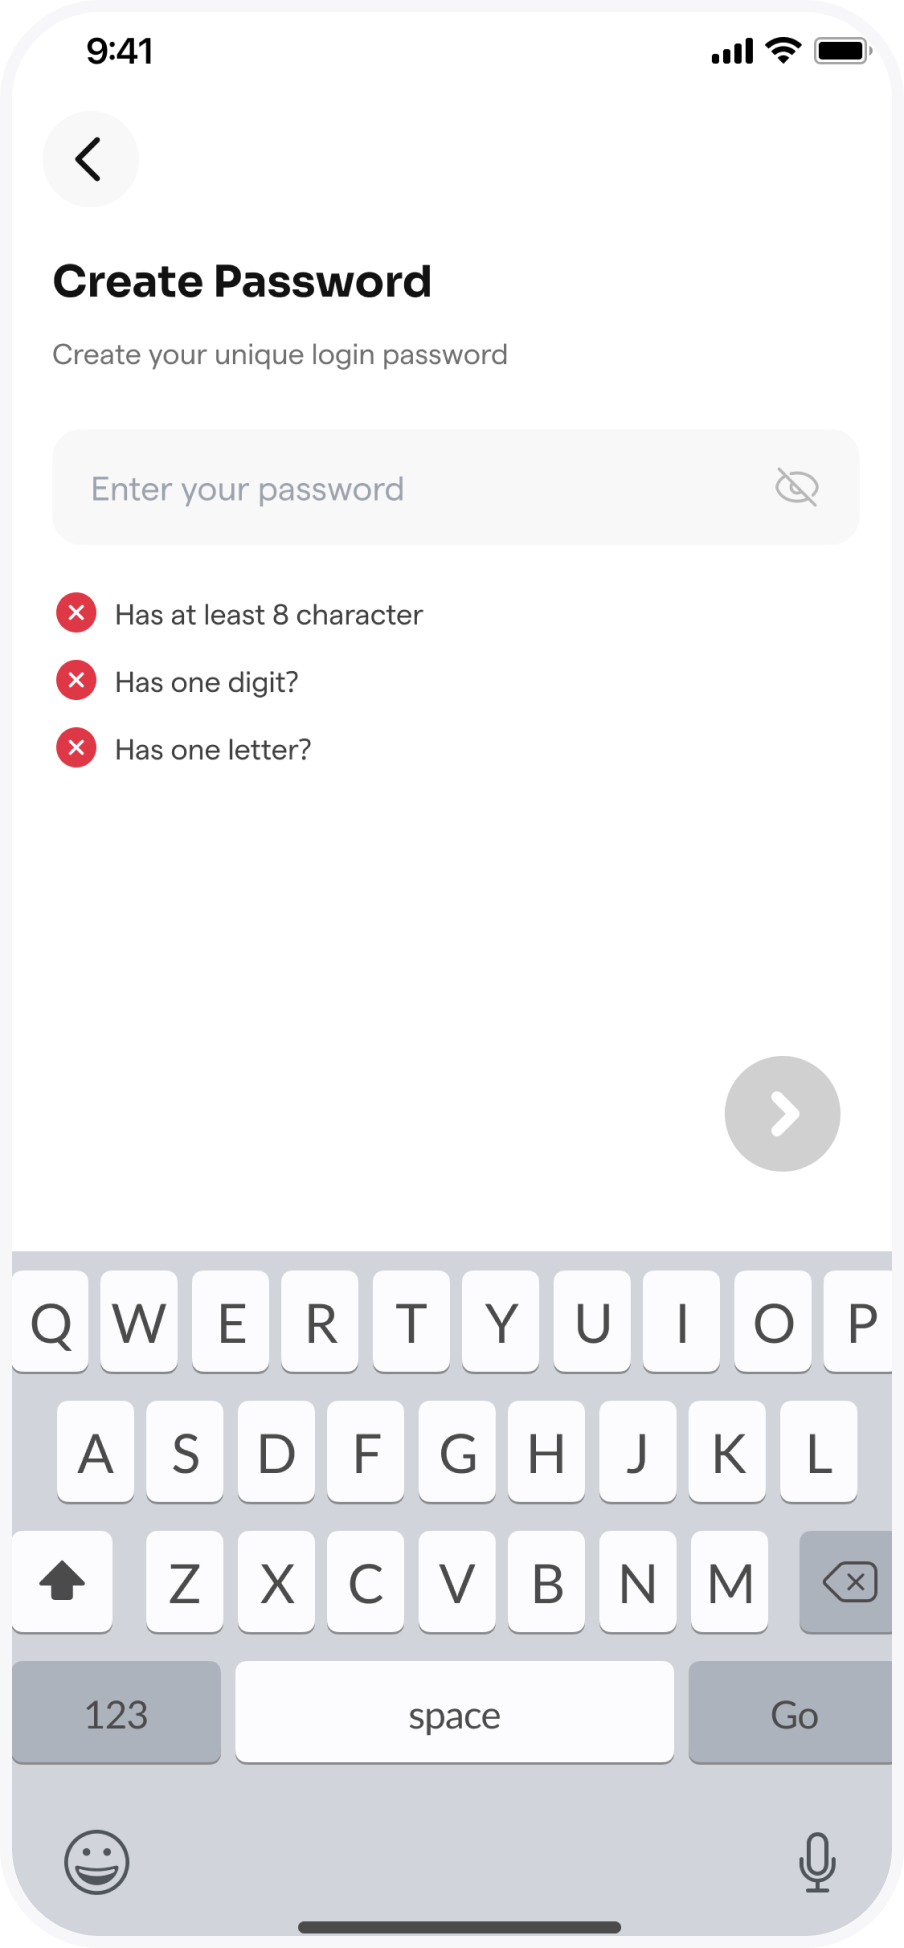 9:41
Create Password
Create your unique login password
Enter your password
Has at least 8 character
Has one digit?
Has one letter?
Q W E R T Y U I O P
A S D F G H J K L
Z X C V B N M
123 space Go